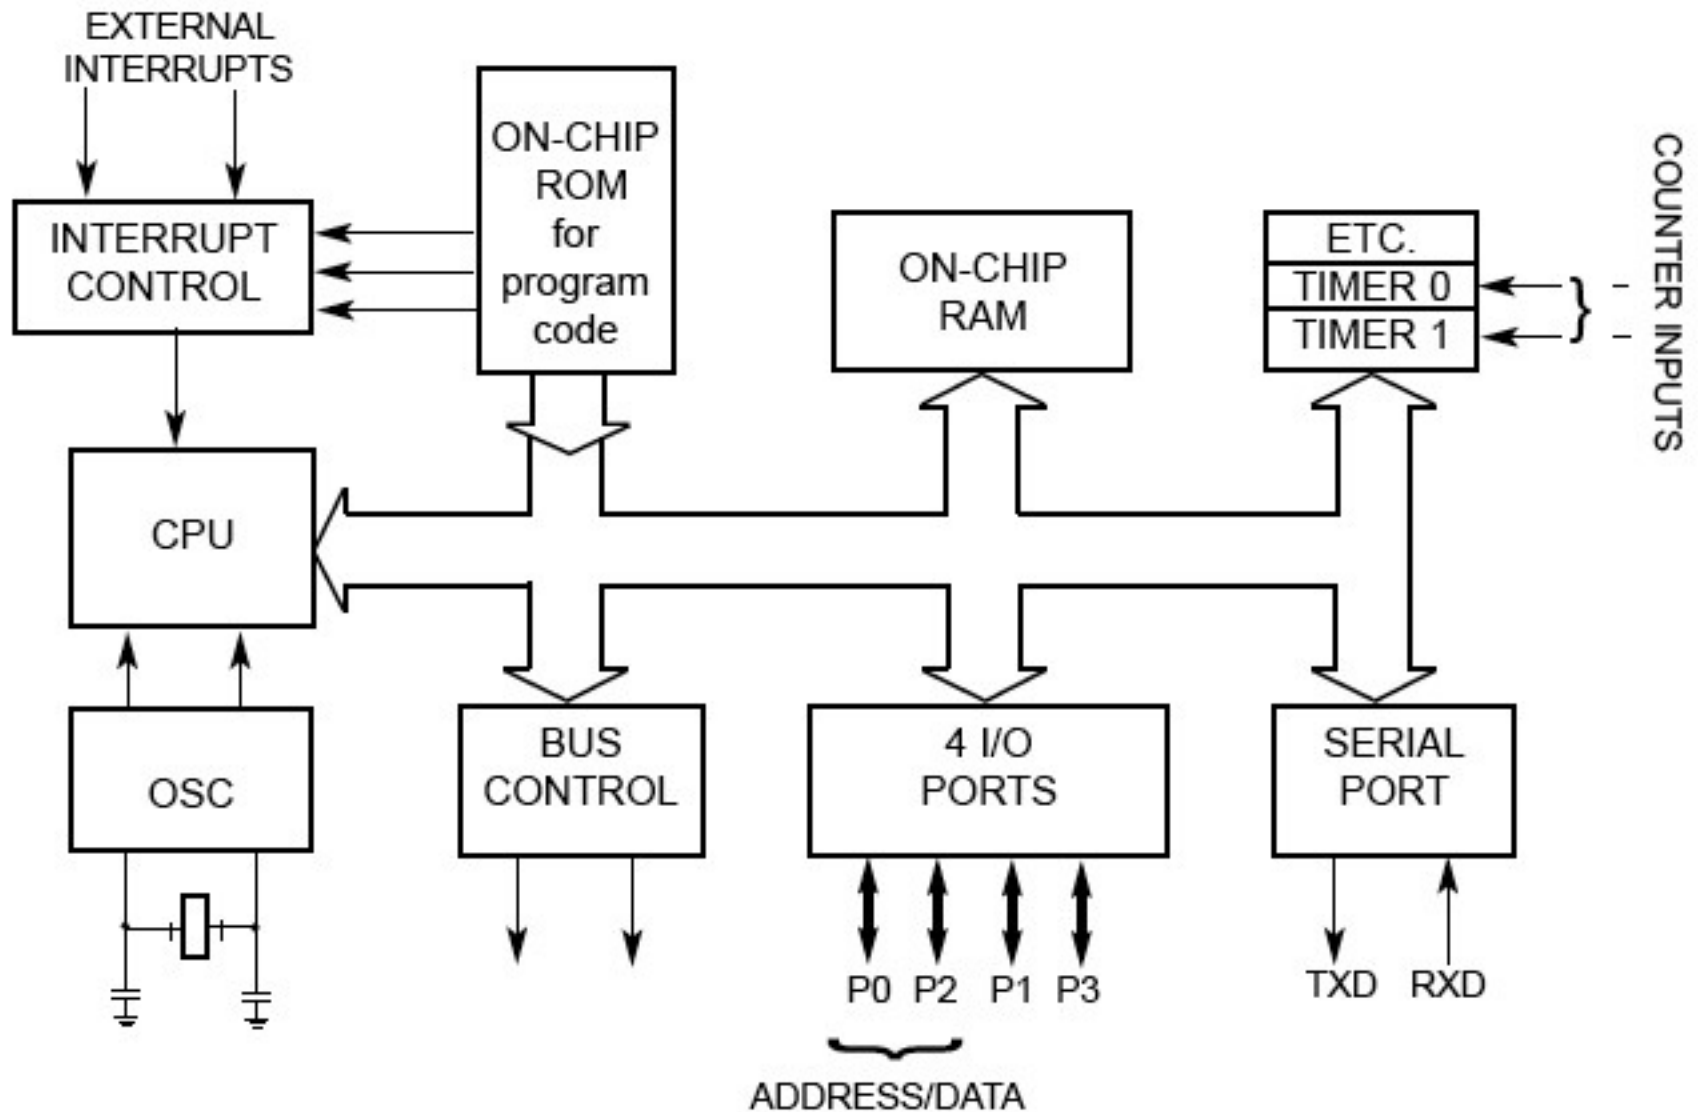 EXTERNAL
INTERRUPTS
INTERRUPT
CONTROL
ON-CHIP
ROM
for
program
code
ON-CHIP
RAM
ETC.
TIMER 0
TIMER 1
COUNTER INPUTS
CPU
OSC
BUS
CONTROL
4 I/O
PORTS
SERIAL
PORT
P0 P2 P1 P3
TXD RXD
ADDRESS/DATA